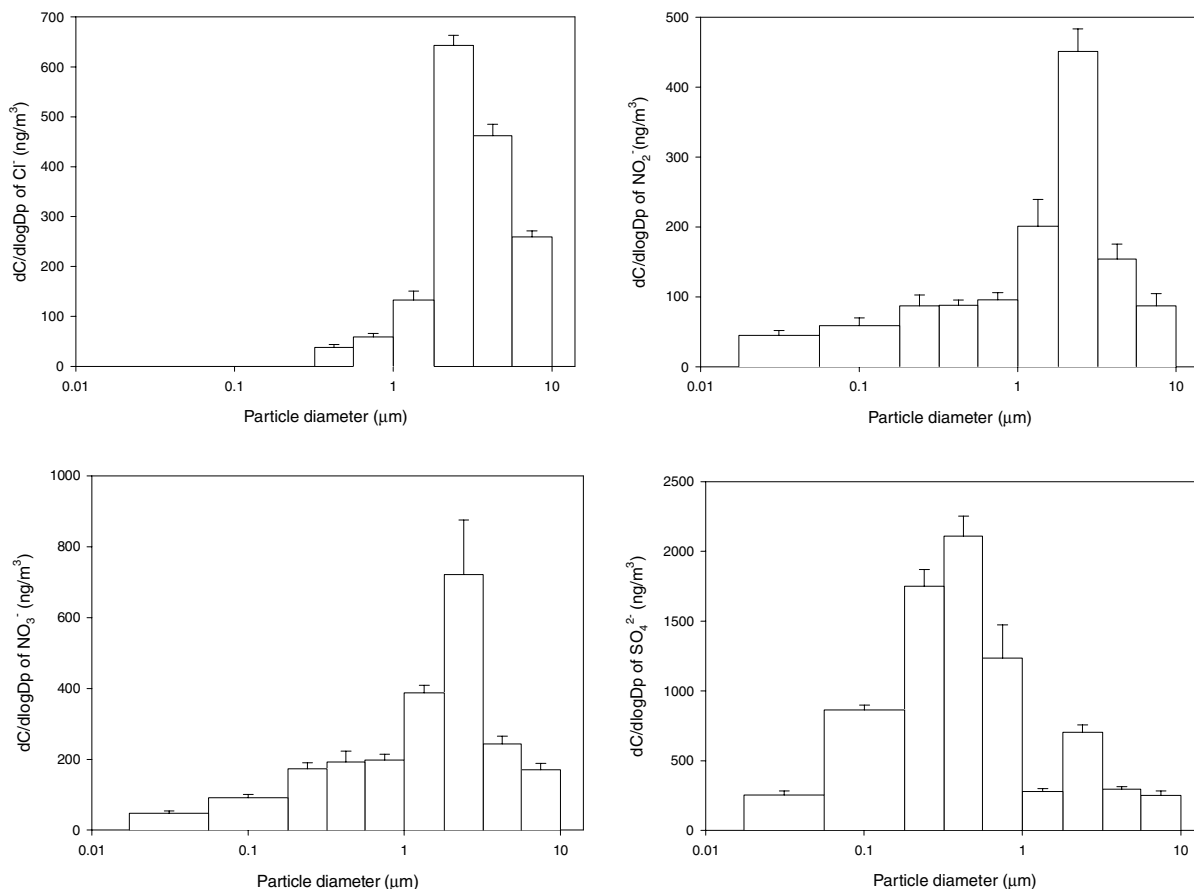 700
600
500
400
300
200
100
0
dC/dlogDp of Cl⁻ (ng/m³)
0.01 0.1 1 10
Particle diameter (μm)
500
400
300
200
100
0
dC/dlogDp of NO₂⁻ (ng/m³)
0.01 0.1 1 10
Particle diameter (μm)
1000
800
600
400
200
0
dC/dlogDp of NO₃⁻ (ng/m³)
0.01 0.1 1 10
Particle diameter (μm)
2500
2000
1500
1000
500
0
dC/dlogDp of SO₄²⁻ (ng/m³)
0.01 0.1 1 10
Particle diameter (μm)